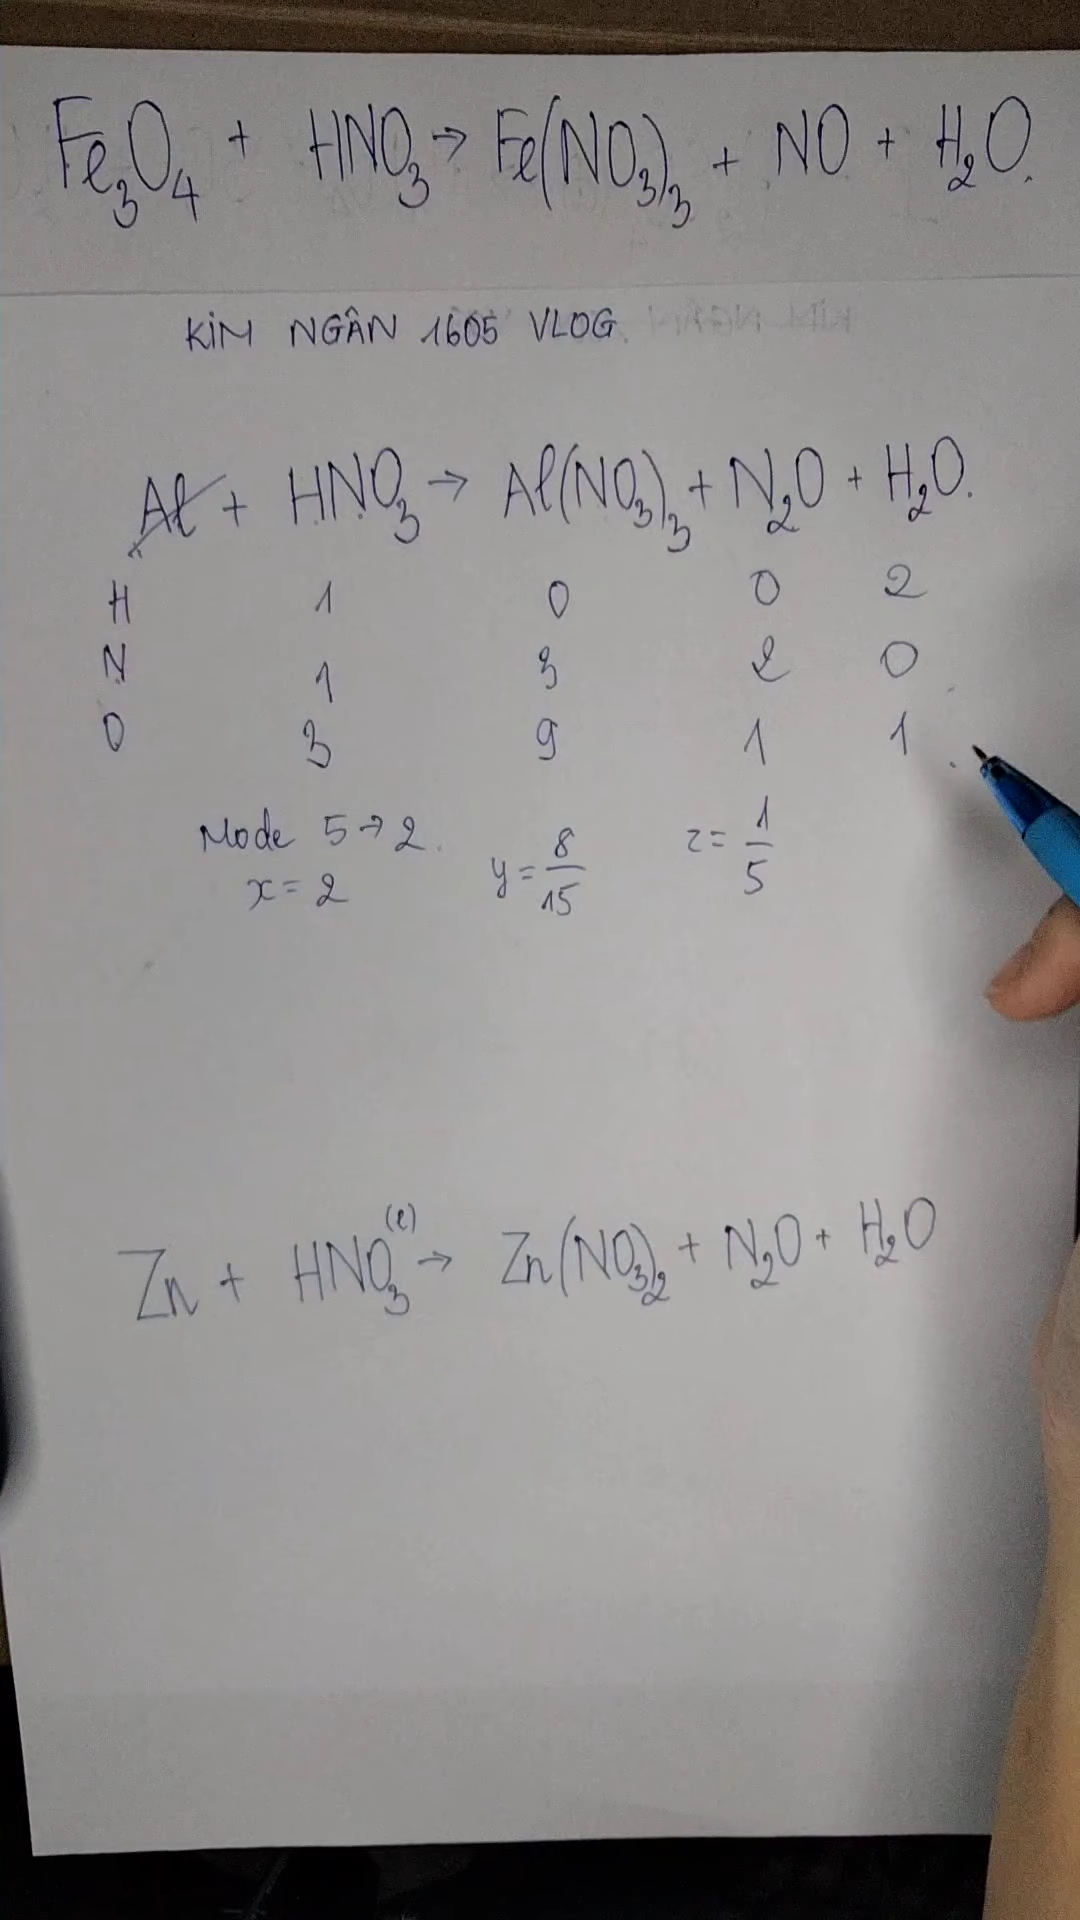 Fe₃O₄ + HNO₃ → Fe(NO₃)₃ + NO + H₂O.
KIM NGÂN 1605 VLOG
Al + HNO₃ → Al(NO₃)₃ + N₂O + H₂O.
H 1 0 0 2
N 1 3 2 0
O 3 9 1 1
Mode 5 → 2.
x = 2 y = 8/15 z = 1/5
Zn + HNO₃(l) → Zn(NO₃)₂ + N₂O + H₂O